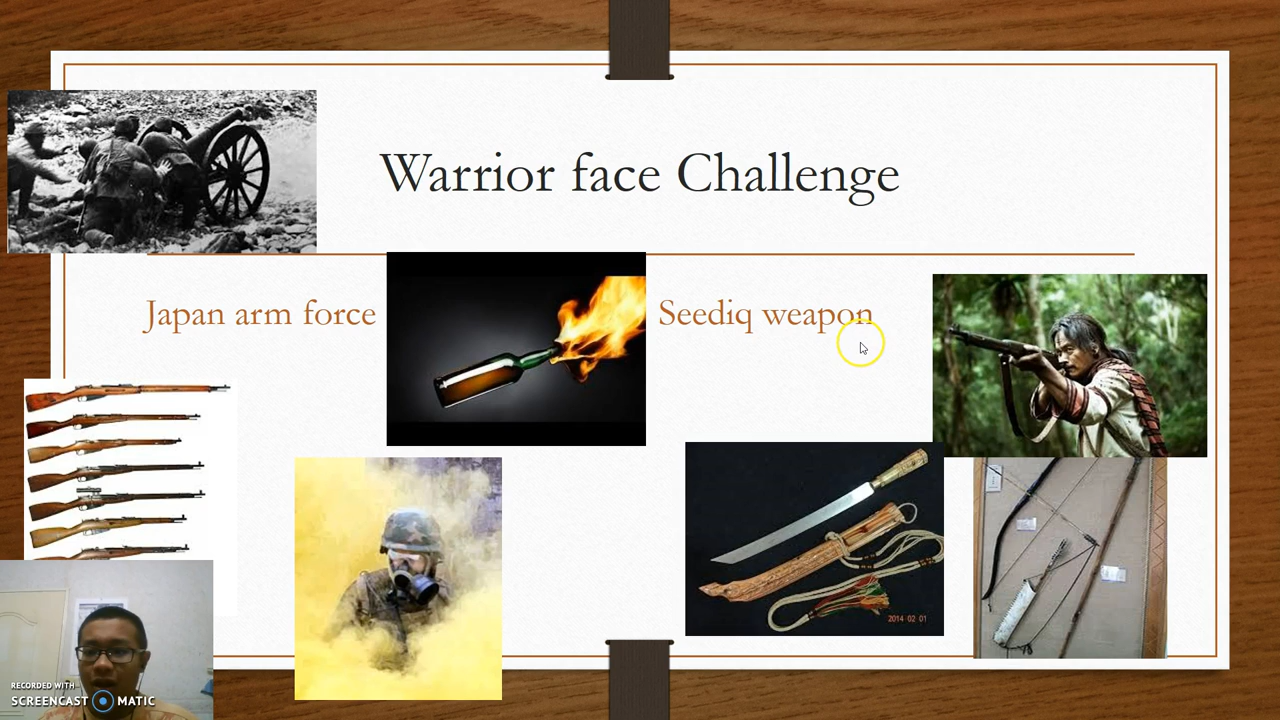 Warrior face Challenge
Japan arm force
Seediq weapon
2014 02 01
RECORDED WITH
SCREENCAST MATIC